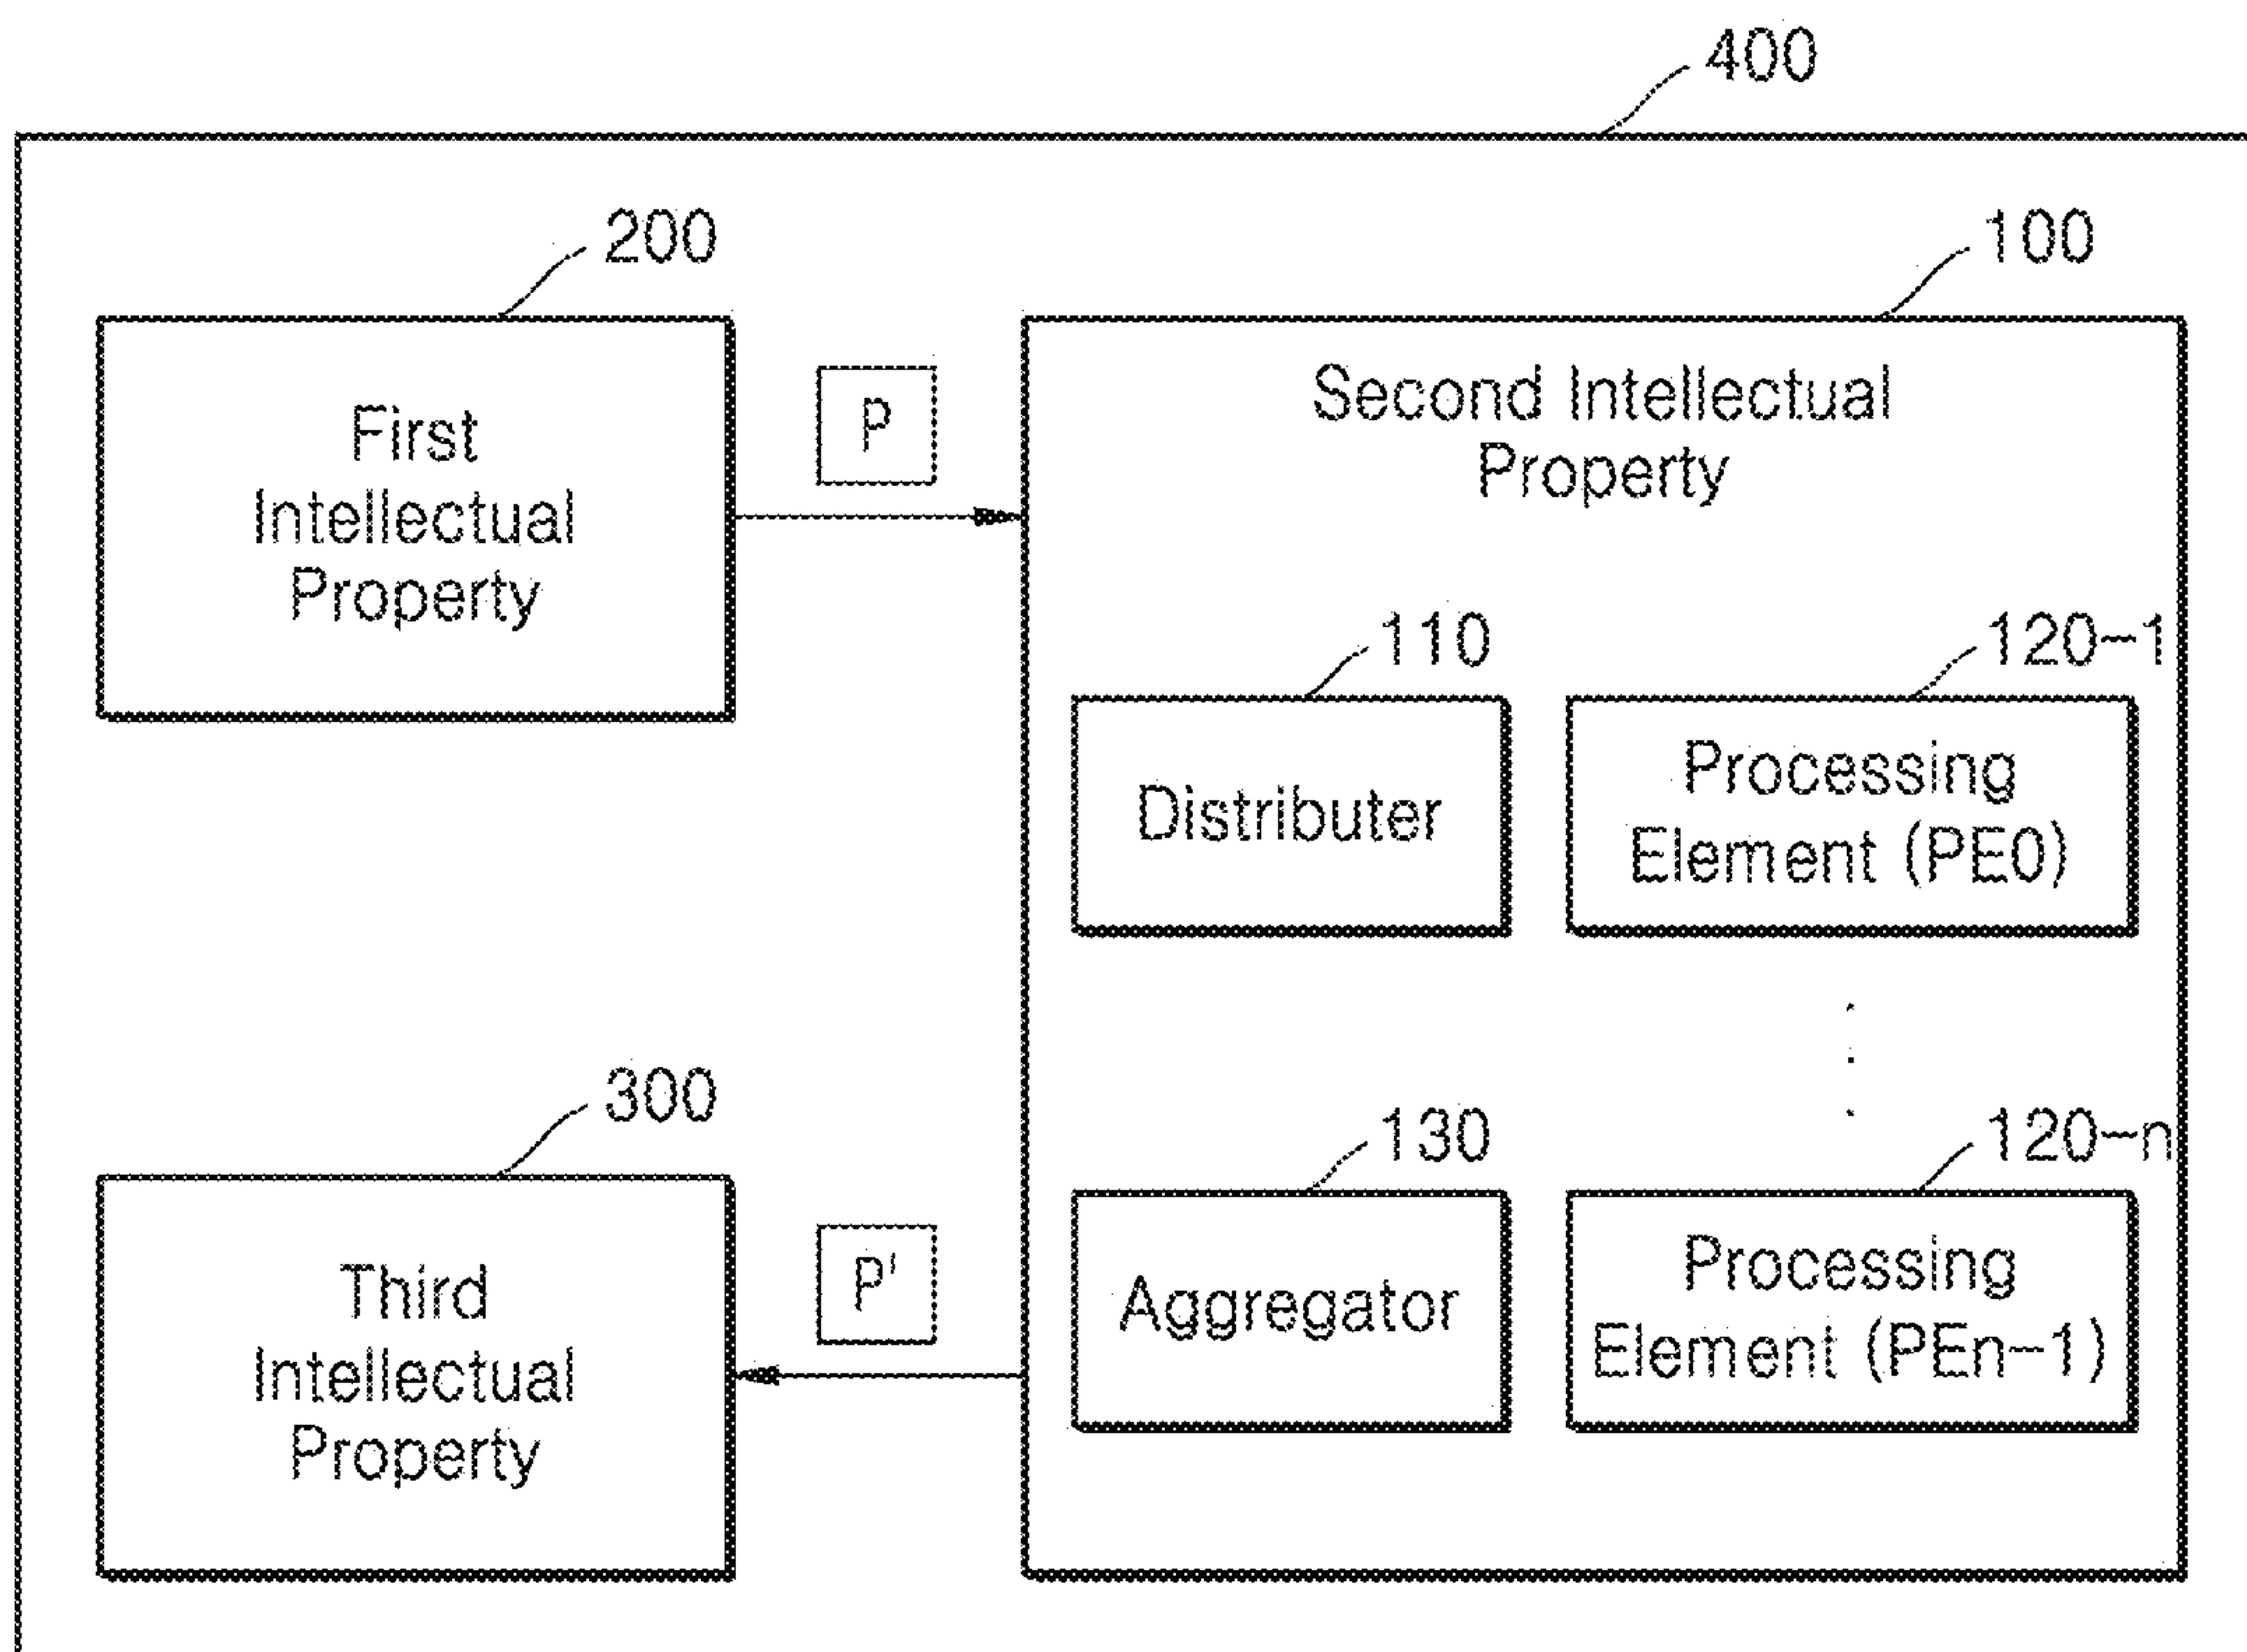 400
200
100
First
Intellectual
Property
P
Second Intellectual
Property
110
120-1
Distributer
Processing
Element (PE0)
300
130
120-n
Third
Intellectual
Property
P'
Aggregator
Processing
Element (PEn-1)